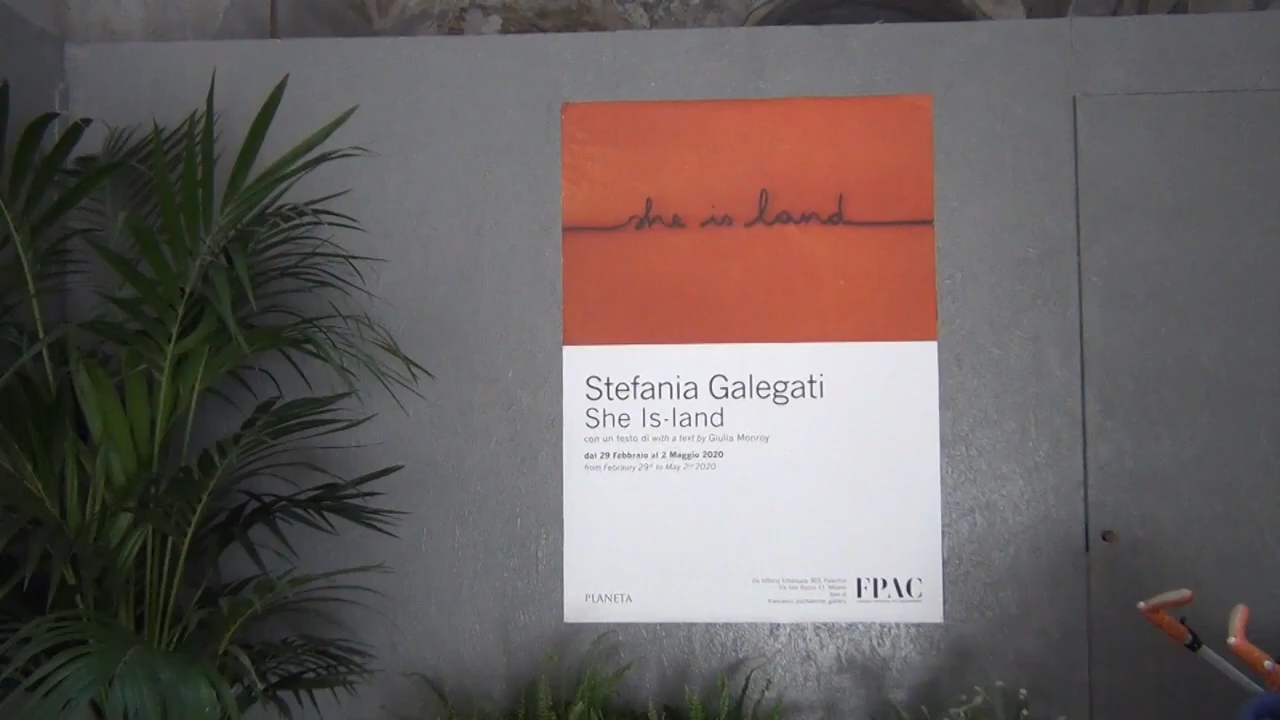 she is land
Stefania Galegati
She Is-land
con un testo di with a text by Giulia Monroy
dal 29 Febbraio al 2 Maggio 2020
from Febraury 29th to May 2nd 2020
PLANETA
FPAC